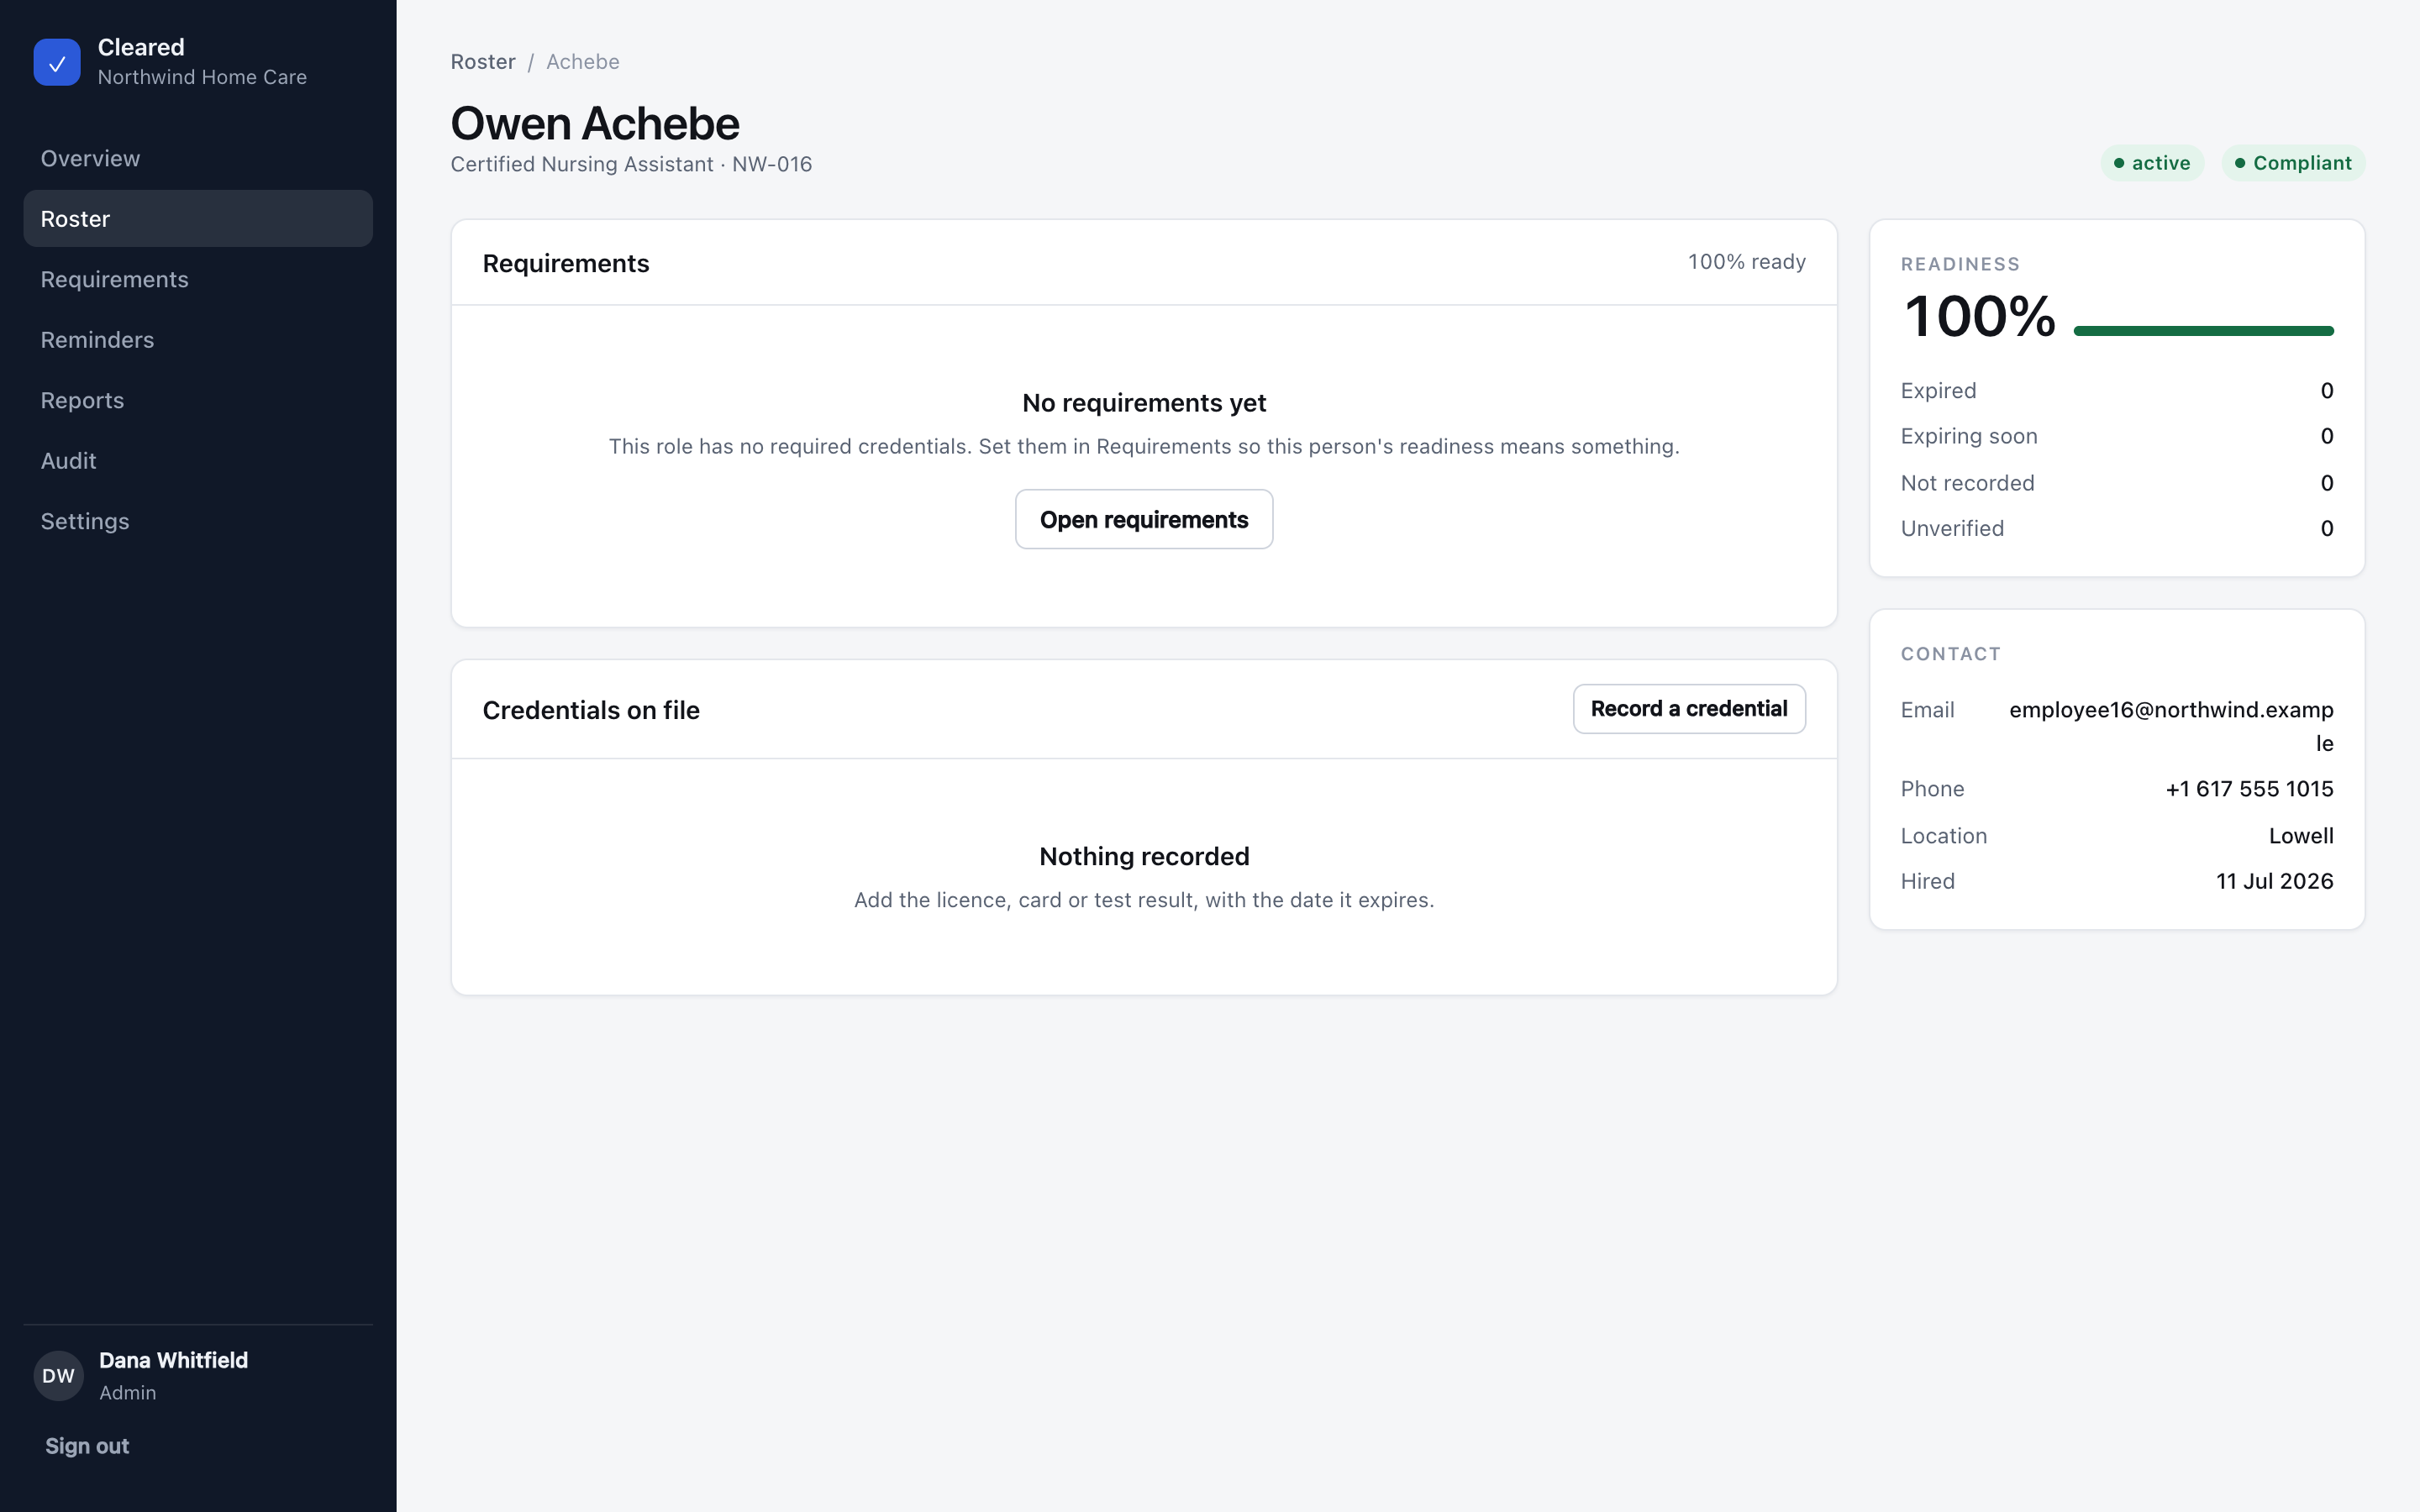 Cleared
Northwind Home Care
Overview
Roster
Requirements
Reminders
Reports
Audit
Settings
DW
Dana Whitfield
Admin
Sign out
Roster / Achebe
Owen Achebe
Certified Nursing Assistant · NW-016
active
Compliant
Requirements
100% ready
No requirements yet
This role has no required credentials. Set them in Requirements so this person's readiness means something.
Open requirements
Credentials on file
Record a credential
Nothing recorded
Add the licence, card or test result, with the date it expires.
READINESS
100%
Expired 0
Expiring soon 0
Not recorded 0
Unverified 0
CONTACT
Email employee16@northwind.examp
le
Phone +1 617 555 1015
Location Lowell
Hired 11 Jul 2026